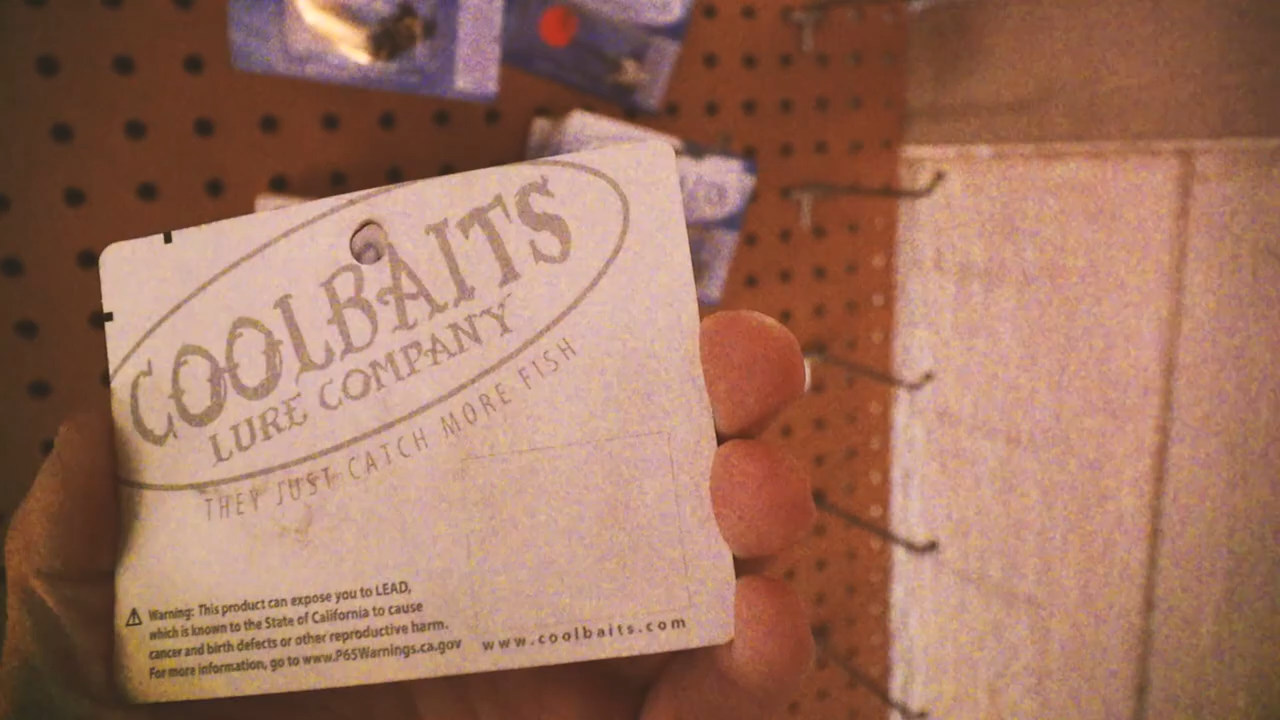 COOLBAITS
LURE COMPANY
THEY JUST CATCH MORE FISH
⚠ Warning: This product can expose you to LEAD,
which is known to the State of California to cause
cancer and birth defects or other reproductive harm.
For more information, go to www.P65Warnings.ca.gov
www.coolbaits.com